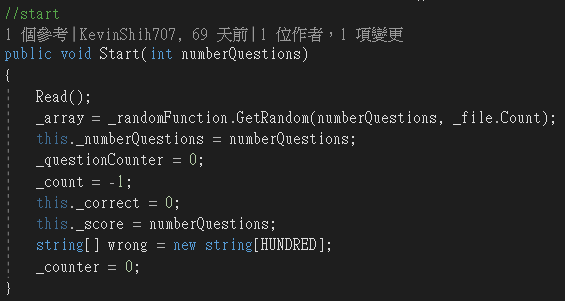 //start
1 個參考|KevinShih707, 69 天前|1 位作者，1 項變更
public void Start(int numberQuestions)
{
Read();
_array = _randomFunction.GetRandom(numberQuestions, _file.Count);
this._numberQuestions = numberQuestions;
_questionCounter = 0;
_count = -1;
this._correct = 0;
this._score = numberQuestions;
string[] wrong = new string[HUNDRED];
_counter = 0;
}